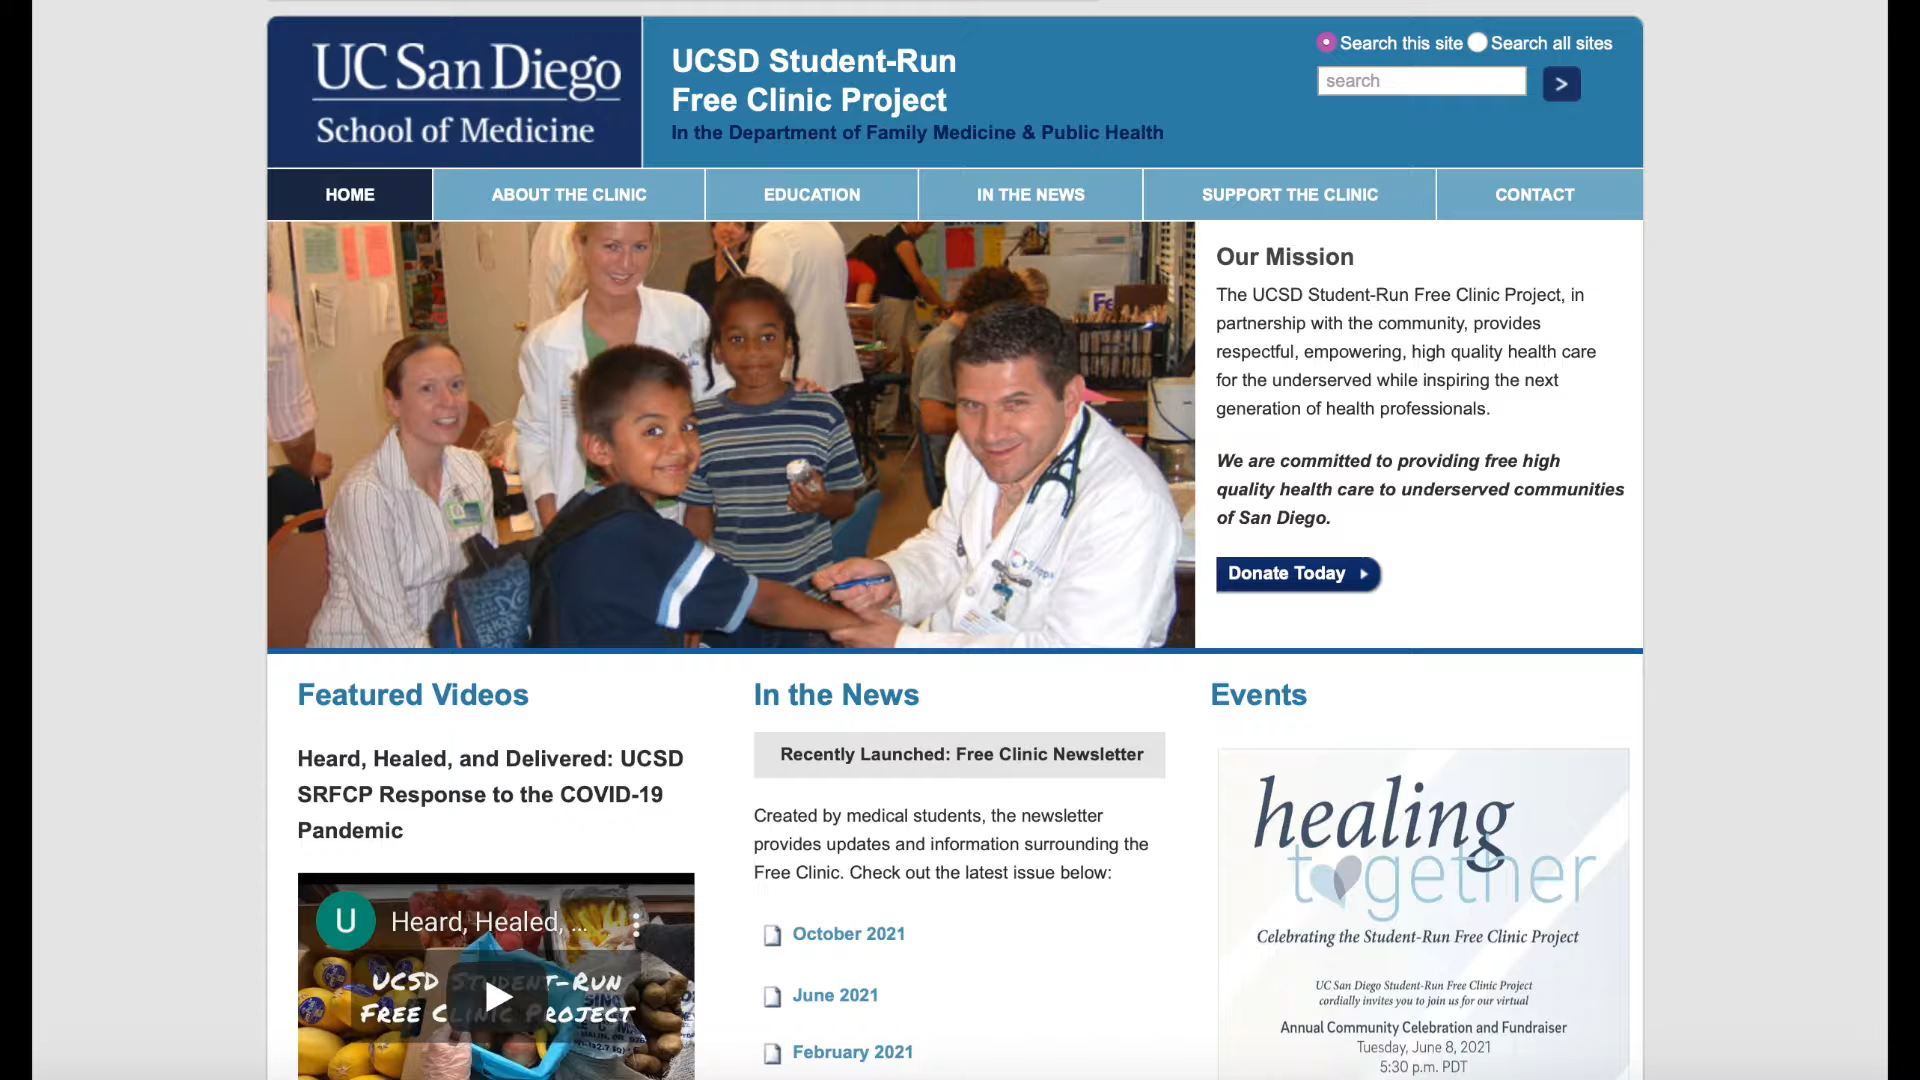 UC San Diego
School of Medicine
UCSD Student-Run
Free Clinic Project
In the Department of Family Medicine & Public Health
Search this site Search all sites
search
>
HOME
ABOUT THE CLINIC
EDUCATION
IN THE NEWS
SUPPORT THE CLINIC
CONTACT
Our Mission
The UCSD Student-Run Free Clinic Project, in
partnership with the community, provides
respectful, empowering, high quality health care
for the underserved while inspiring the next
generation of health professionals.
We are committed to providing free high
quality health care to underserved communities
of San Diego.
Donate Today
Featured Videos
Heard, Healed, and Delivered: UCSD
SRFCP Response to the COVID-19
Pandemic
U
Heard, Healed, ...
UCSD STUDENT-RUN
FREE CLINIC PROJECT
In the News
Recently Launched: Free Clinic Newsletter
Created by medical students, the newsletter
provides updates and information surrounding the
Free Clinic. Check out the latest issue below:
October 2021
June 2021
February 2021
Events
healing
together
Celebrating the Student-Run Free Clinic Project
UC San Diego Student-Run Free Clinic Project
cordially invites you to join us for our virtual
Annual Community Celebration and Fundraiser
Tuesday, June 8, 2021
5:30 p.m. PDT